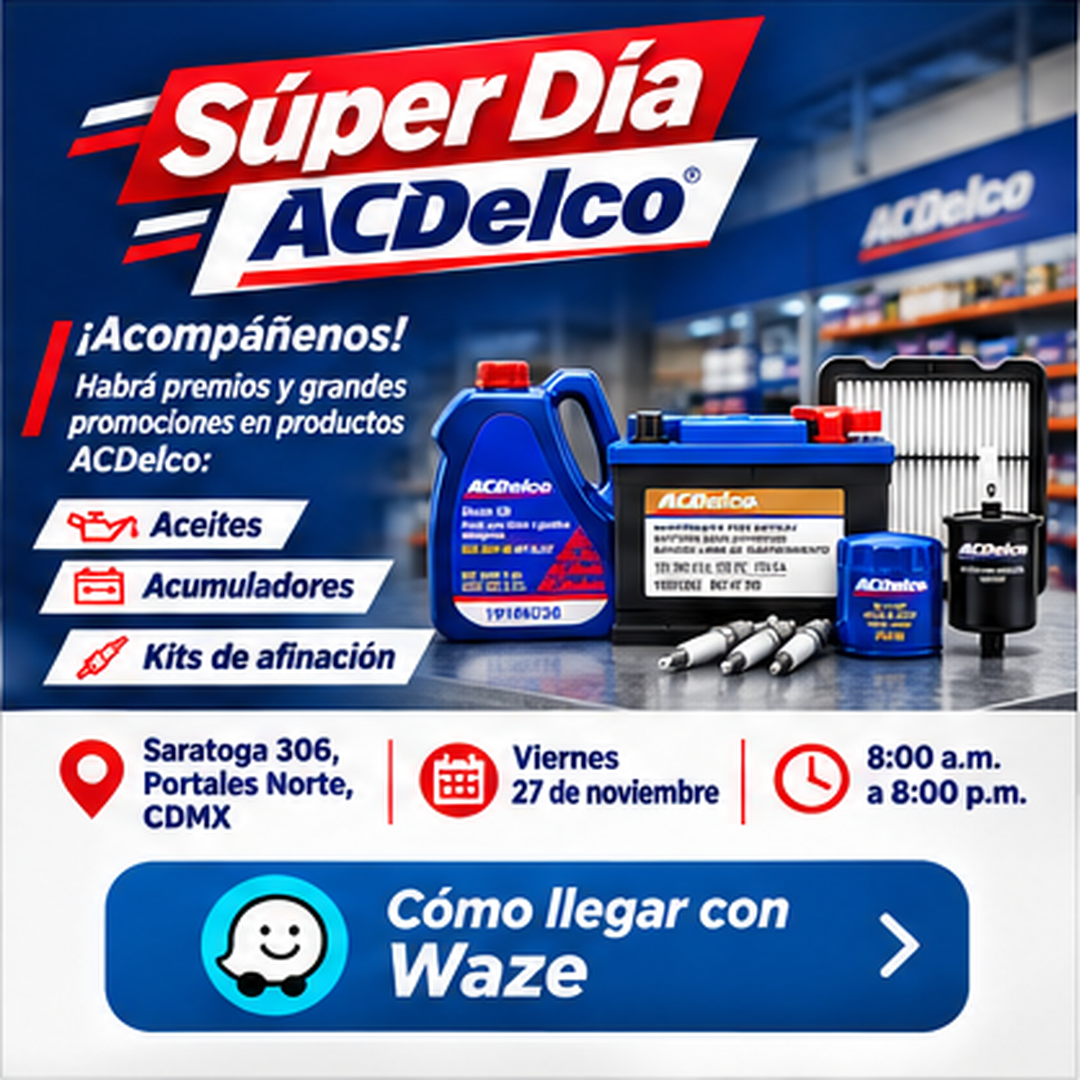 Súper Día
ACDelco®
ACDelco
¡Acompáñenos!
Habrá premios y grandes
promociones en productos
ACDelco:
Aceites
Acumuladores
Kits de afinación
ACDelco
ACDelco
ACDelco
ACDelco
Saratoga 306,
Portales Norte,
CDMX
Viernes
27 de noviembre
8:00 a.m.
a 8:00 p.m.
Cómo llegar con
Waze